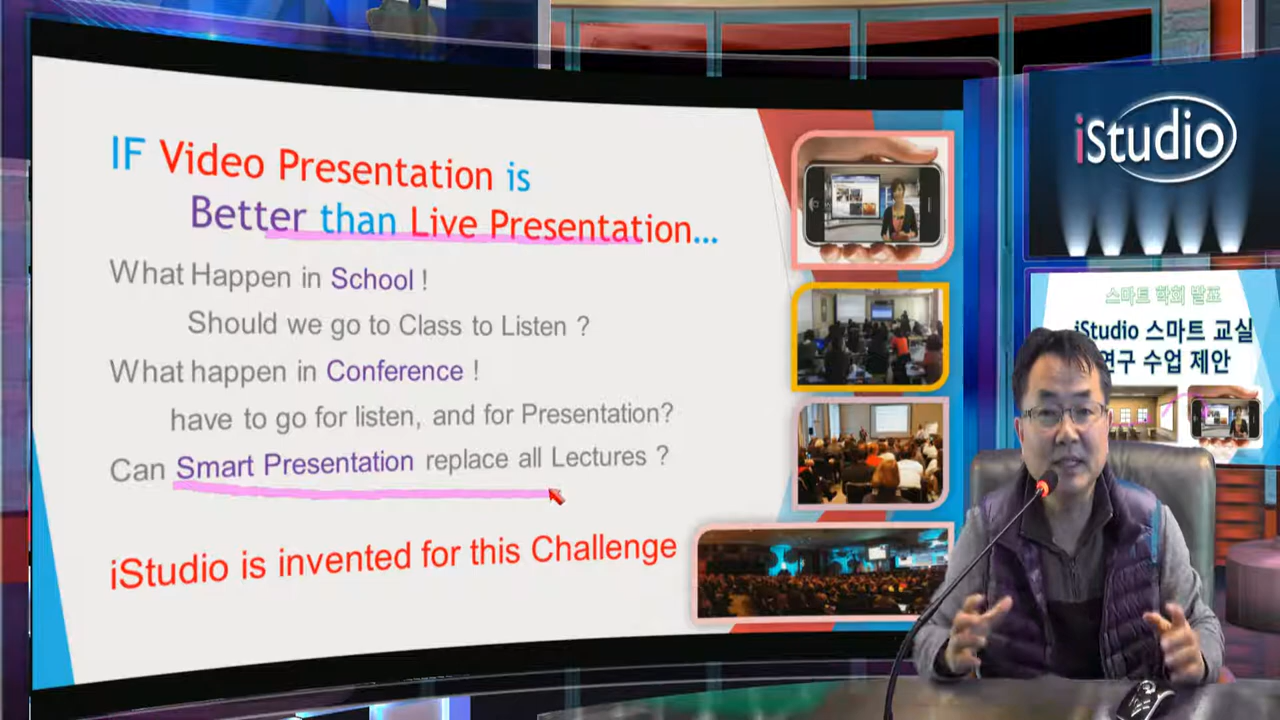 IF Video Presentation is
Better than Live Presentation...
What Happen in School !
Should we go to Class to Listen ?
What happen in Conference !
have to go for listen, and for Presentation?
Can Smart Presentation replace all Lectures ?
iStudio is invented for this Challenge
iStudio
스마트 학회 발표
iStudio 스마트 교실
연구 수업 제안